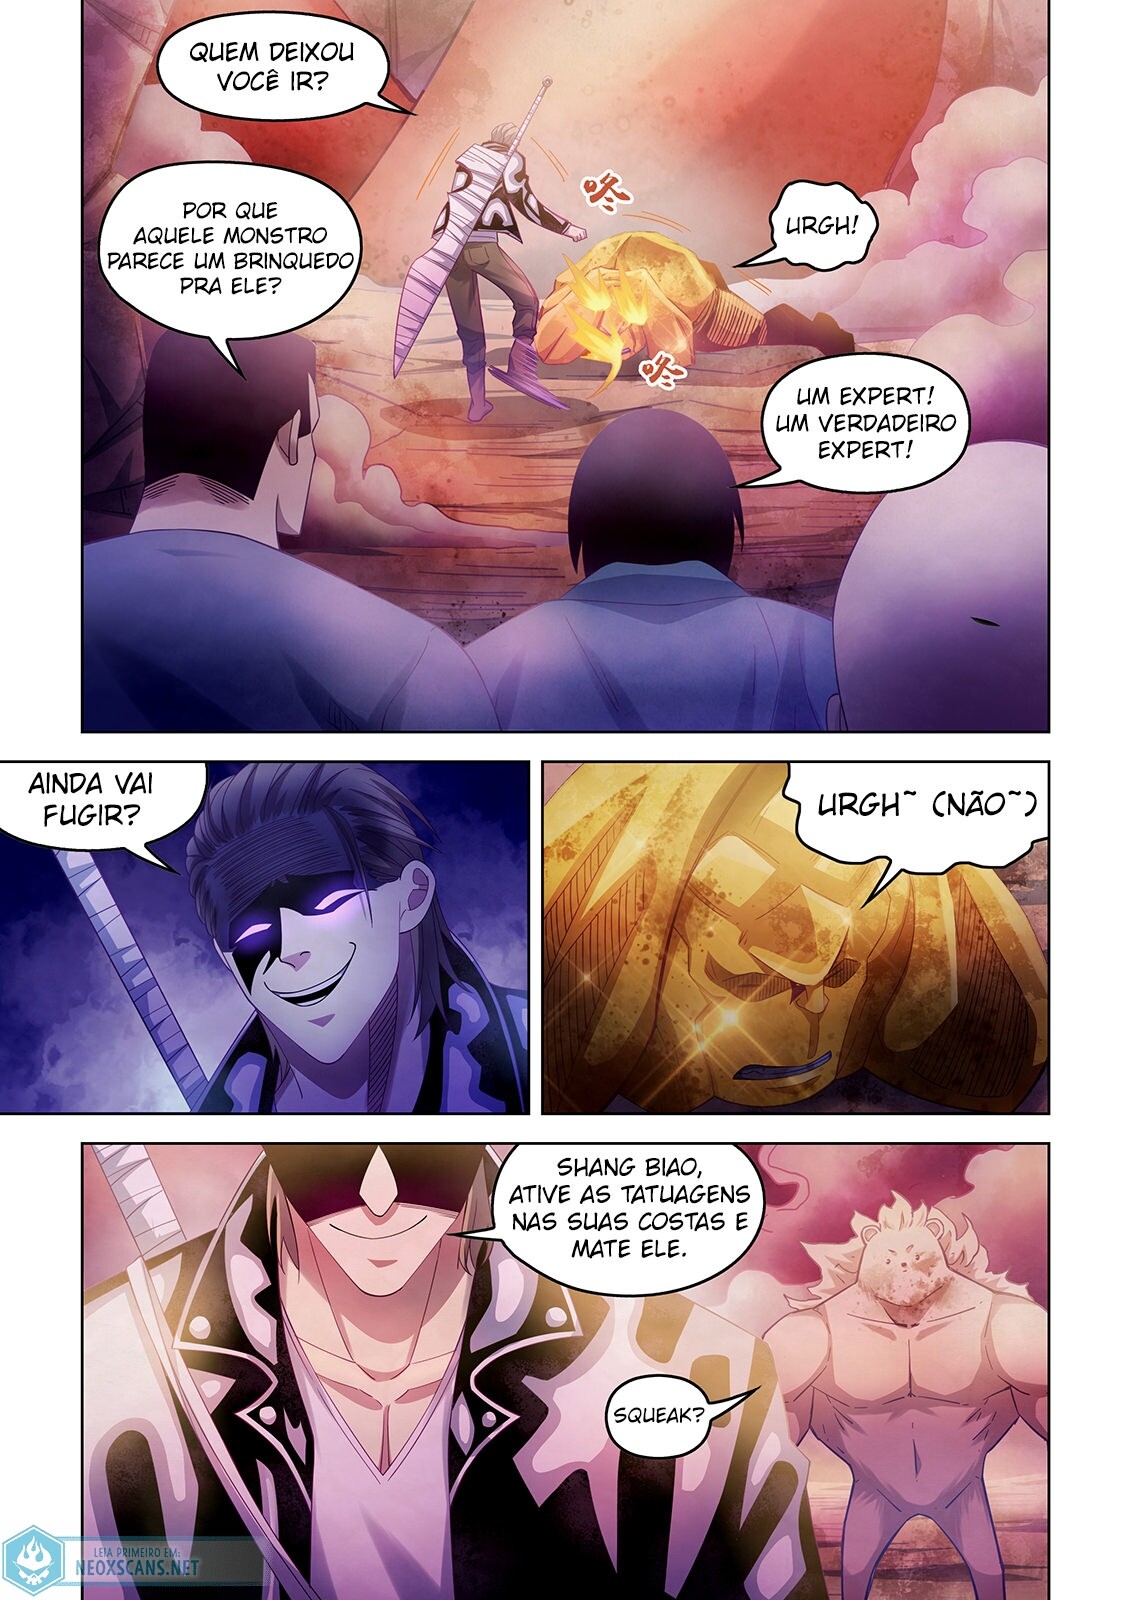 QUEM DEIXOU
VOCÊ IR?
POR QUE
AQUELE MONSTRO
PARECE UM BRINQUEDO
PRA ELE?
咚
URGH!
咚
UM EXPERT!
UM VERDADEIRO
EXPERT!
AINDA VAI
FUGIR?
URGH~ (NÃO~)
SHANG BIAO,
ATIVE AS TATUAGENS
NAS SUAS COSTAS E
MATE ELE.
SQUEAK?
LEIA PRIMEIRO EM:
NEOXSCANS.NET